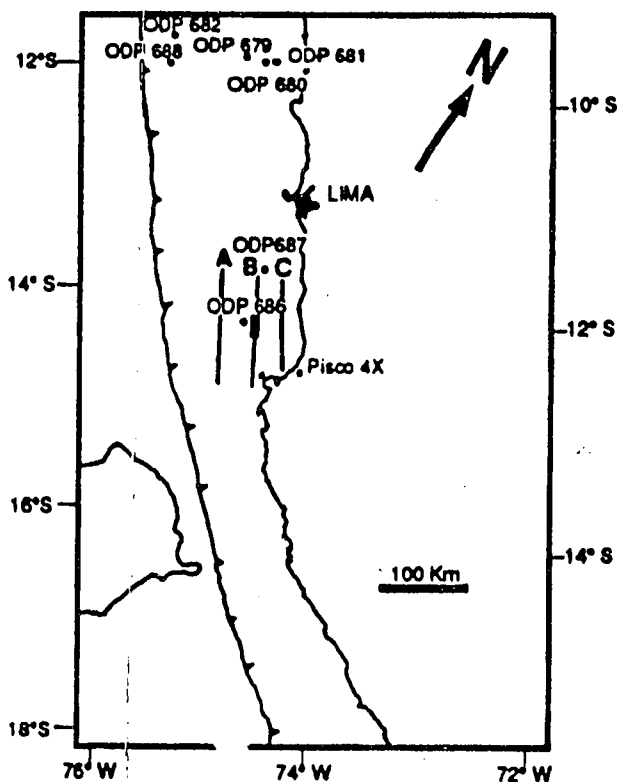 ODP 682
ODP 679
ODP 681
ODP 688
ODP 680
12°S
10° S
N
LIMA
ODP687
A
B
C
14°S
ODP 686
12° S
Pisco 4X
16°S
14° S
100 Km
18°S
76° W
74° W
72° W